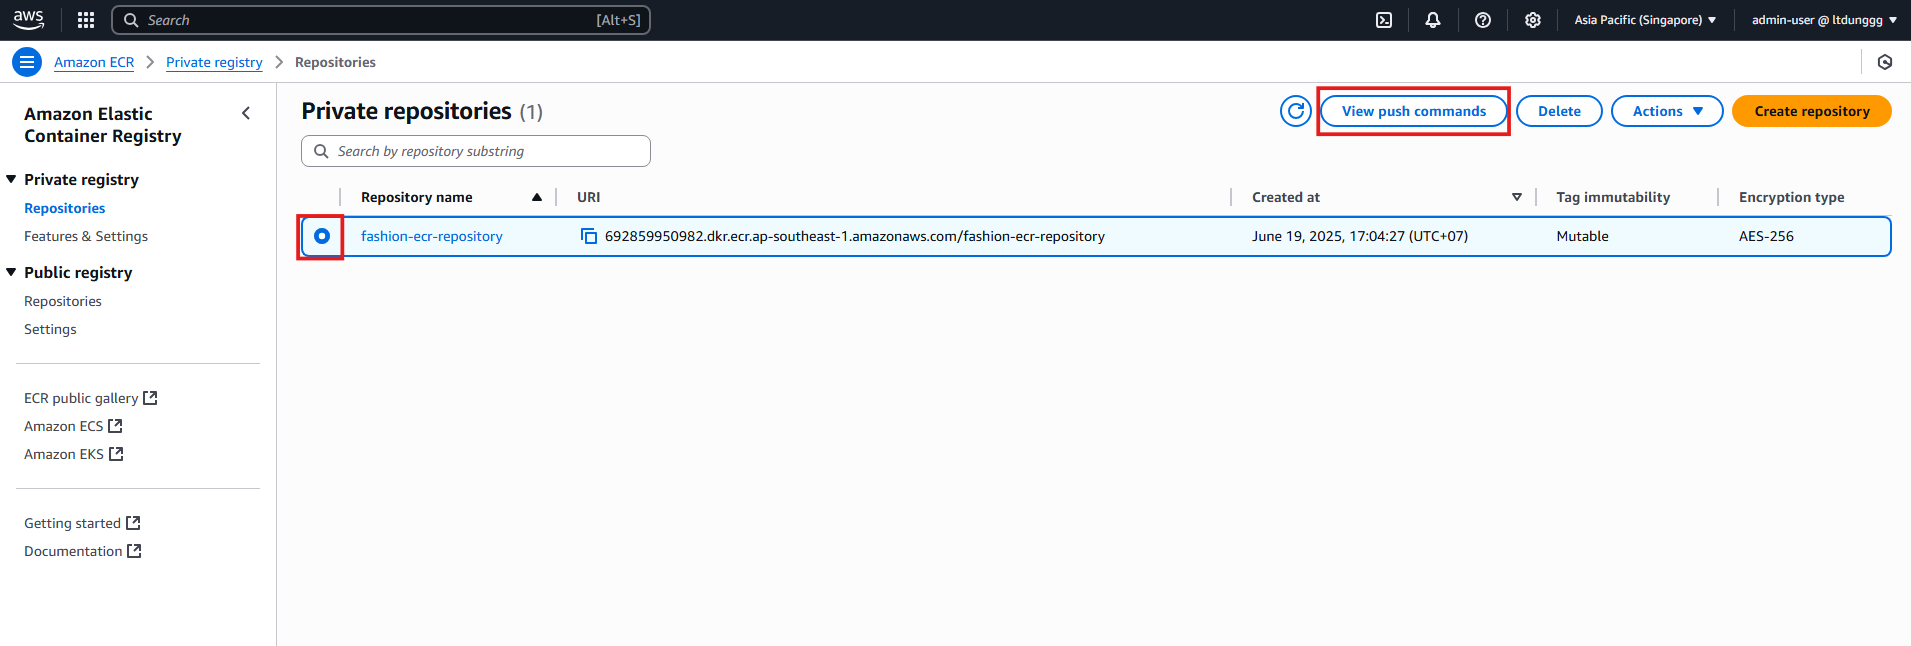 aws
Search [Alt+S]
Asia Pacific (Singapore)
admin-user @ ltdunggg
Amazon ECR
Private registry
Repositories
Amazon Elastic
Container Registry
Private registry
Repositories
Features & Settings
Public registry
Repositories
Settings
ECR public gallery
Amazon ECS
Amazon EKS
Getting started
Documentation
Private repositories (1)
View push commands
Delete
Actions
Create repository
Search by repository substring
Repository name
URI
Created at
Tag immutability
Encryption type
fashion-ecr-repository
692859950982.dkr.ecr.ap-southeast-1.amazonaws.com/fashion-ecr-repository
June 19, 2025, 17:04:27 (UTC+07)
Mutable
AES-256